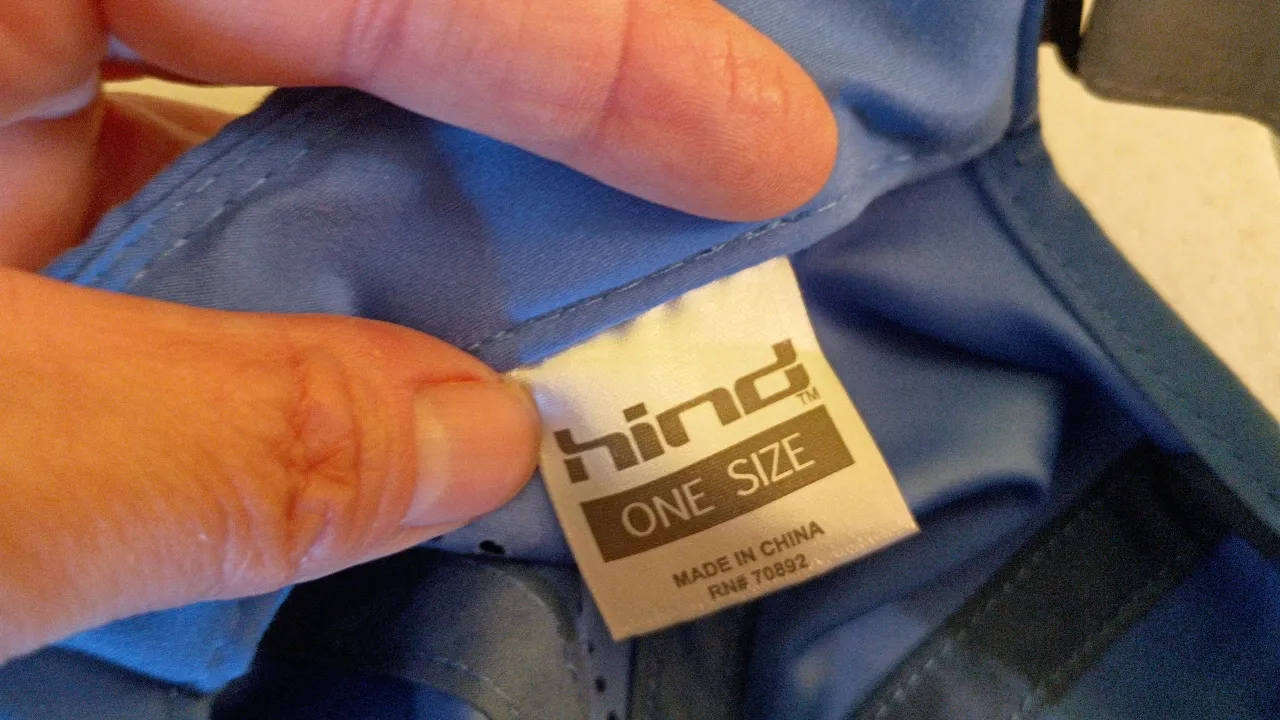 hind™
ONE SIZE
MADE IN CHINA
RN# 70892